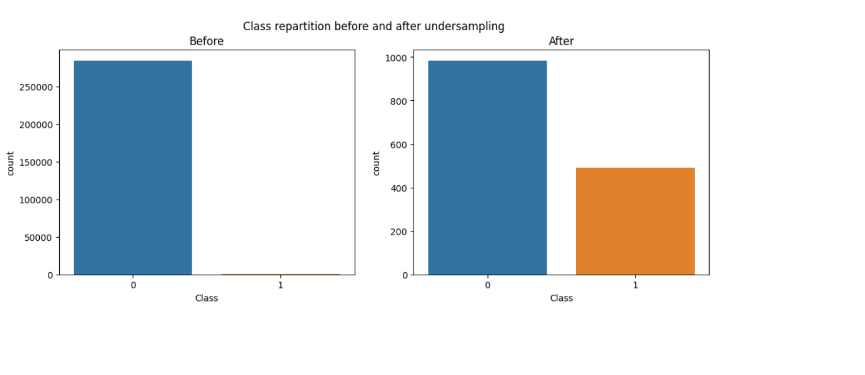 Class repartition before and after undersampling
Before
250000
200000
150000
100000
50000
0
count
0 1
Class
After
1000
800
600
400
200
0
count
0 1
Class